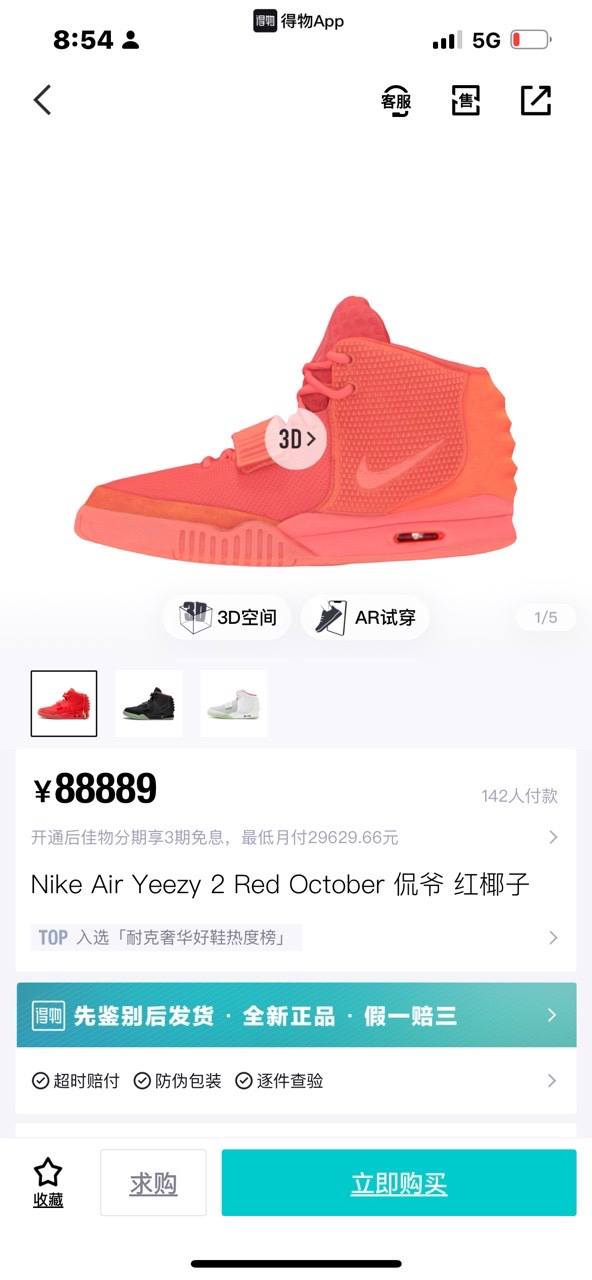 得物 得物App
8:54
5G
客服
售
3D>
3D
3D空间
AR试穿
1/5
¥88889
142人付款
开通后佳物分期享3期免息，最低月付29629.66元
Nike Air Yeezy 2 Red October 侃爷 红椰子
TOP 入选「耐克奢华好鞋热度榜」
得物 先鉴别后发货 · 全新正品 · 假一赔三
超时赔付 防伪包装 逐件查验
收藏
求购
立即购买